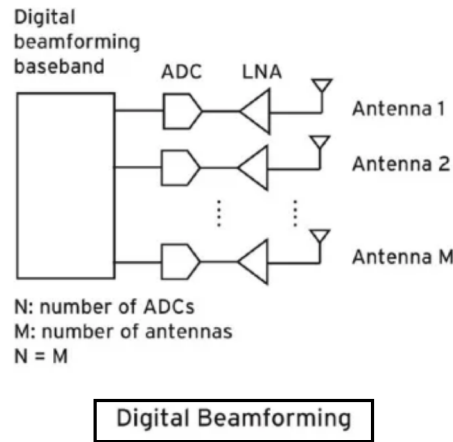 Digital
beamforming
baseband
ADC LNA
Antenna 1
Antenna 2
Antenna M
N: number of ADCs
M: number of antennas
N = M
Digital Beamforming